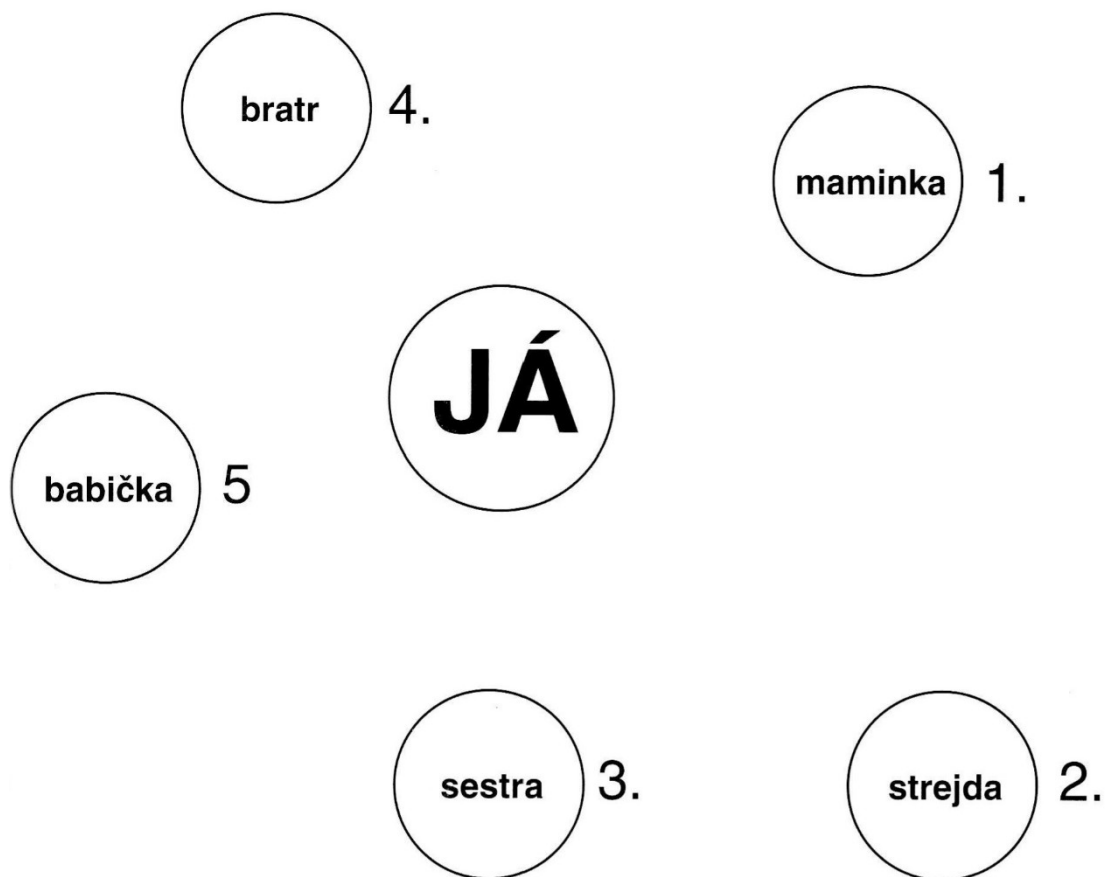 bratr 4.
maminka 1.
JÁ
babička 5
sestra 3.
strejda 2.